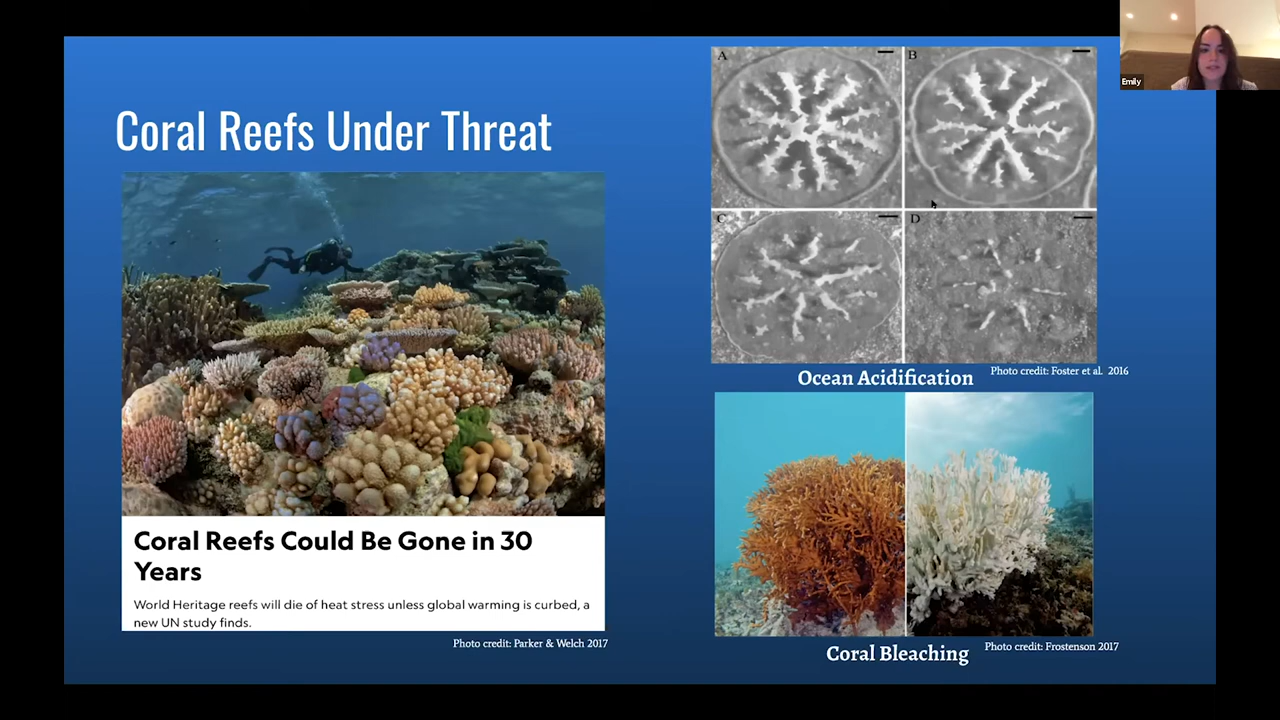 Coral Reefs Under Threat
Coral Reefs Could Be Gone in 30
Years
World Heritage reefs will die of heat stress unless global warming is curbed, a
new UN study finds.
Photo credit: Parker & Welch 2017
A
B
C
D
Ocean Acidification
Photo credit: Foster et al. 2016
Coral Bleaching
Photo credit: Frostenson 2017
Emily